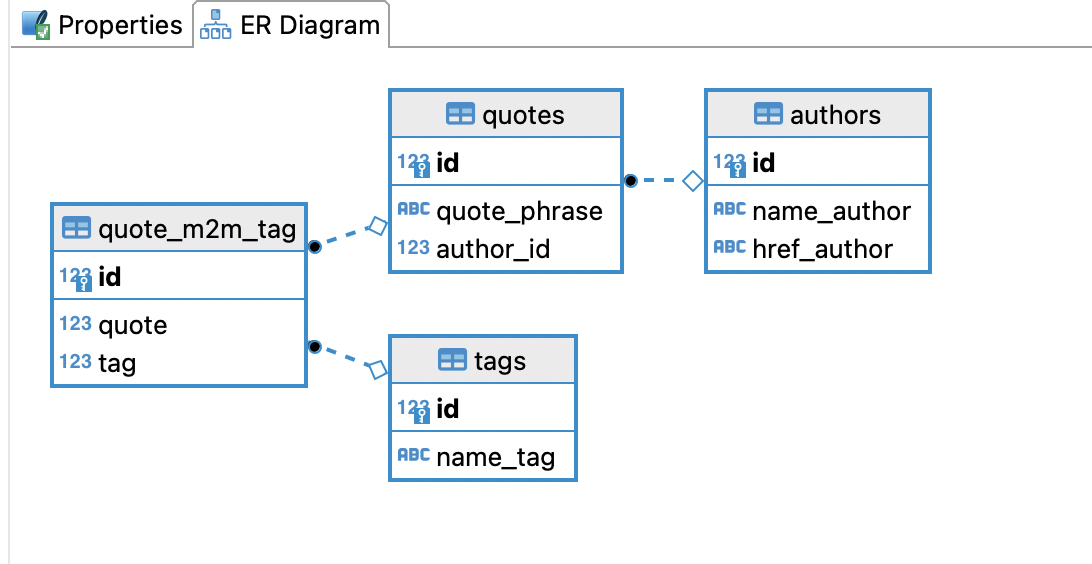 Properties
ER Diagram
quotes
123 id
ABC quote_phrase
123 author_id
authors
123 id
ABC name_author
ABC href_author
quote_m2m_tag
123 id
123 quote
123 tag
tags
123 id
ABC name_tag